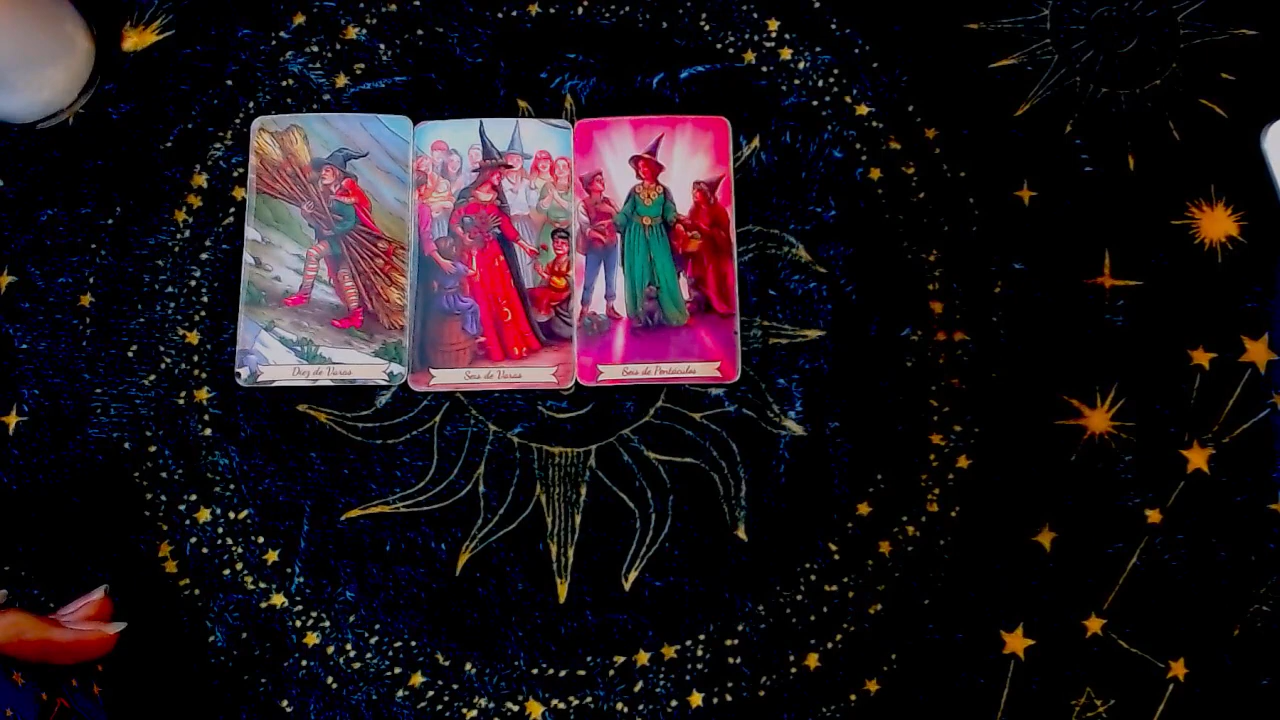 Diez de Varas
Seis de Varas
Seis de Pentáculos